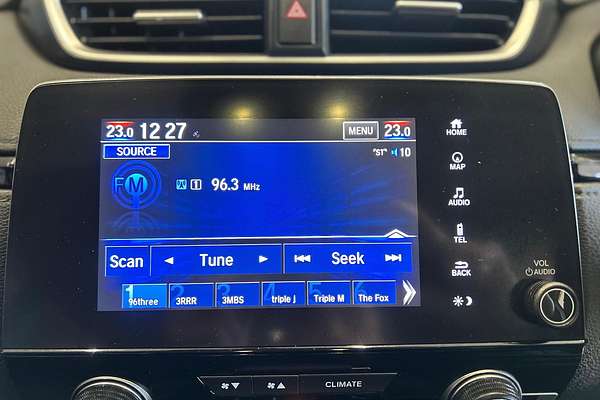 23.0 12 27 MENU 23.0
SOURCE "ST" 10
FM 1 96.3 MHz
Scan Tune Seek
1 96three 2 3RRR 3 3MBS 4 triple j 5 Triple M 6 The Fox
HOME
MAP
AUDIO
TEL
BACK
VOL
AUDIO
CLIMATE